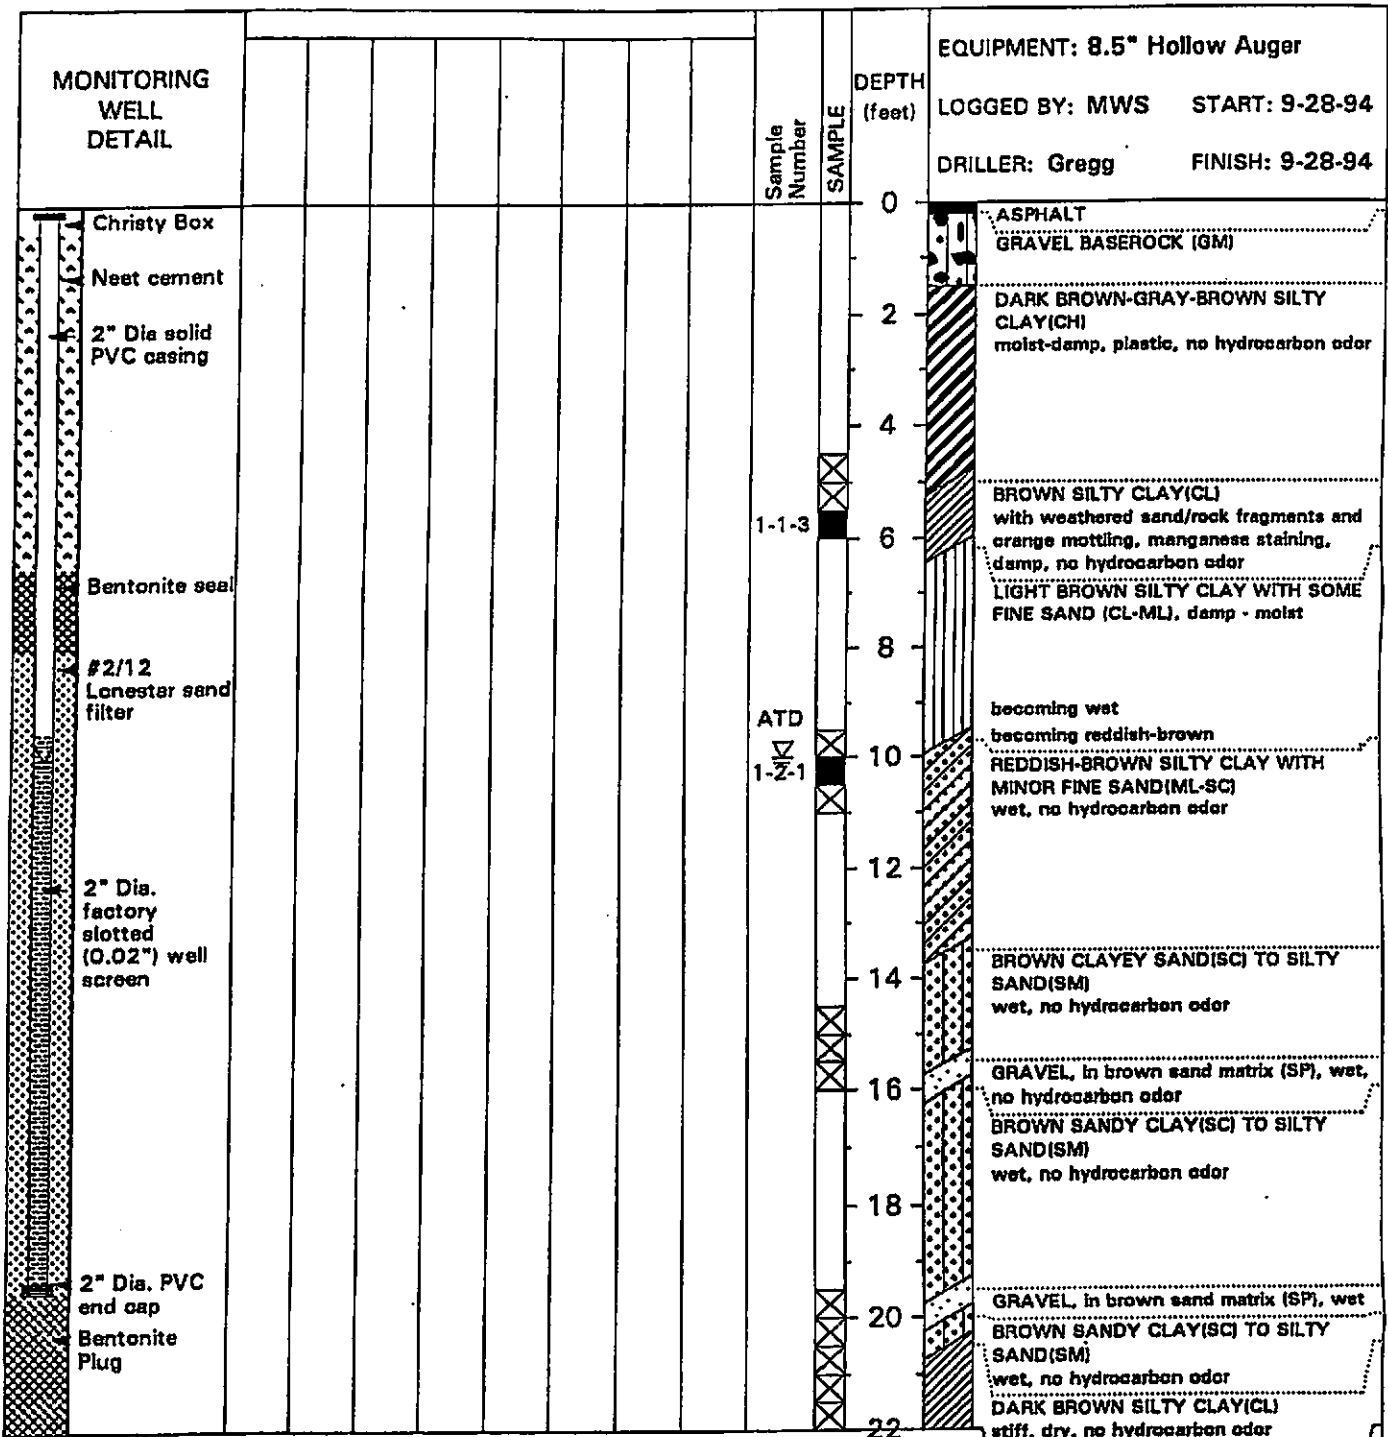 MONITORING
WELL
DETAIL
Sample
Number
SAMPLE
DEPTH
(feet)
EQUIPMENT: 8.5" Hollow Auger
LOGGED BY: MWS START: 9-28-94
DRILLER: Gregg FINISH: 9-28-94
Christy Box
Neet cement
2" Dia solid
PVC casing
Bentonite seal
#2/12
Lonestar sand
filter
2" Dia.
factory
slotted
(0.02") well
screen
2" Dia. PVC
end cap
Bentonite
Plug
1-1-3
ATD
1-2-1
0
2
4
6
8
10
12
14
16
18
20
22
ASPHALT
GRAVEL BASEROCK (GM)
DARK BROWN-GRAY-BROWN SILTY
CLAY(CH)
moist-damp, plastic, no hydrocarbon odor
BROWN SILTY CLAY(CL)
with weathered sand/rock fragments and
orange mottling, manganese staining,
damp, no hydrocarbon odor
LIGHT BROWN SILTY CLAY WITH SOME
FINE SAND (CL-ML), damp - moist
becoming wet
becoming reddish-brown
REDDISH-BROWN SILTY CLAY WITH
MINOR FINE SAND(ML-SC)
wet, no hydrocarbon odor
BROWN CLAYEY SAND(SC) TO SILTY
SAND(SM)
wet, no hydrocarbon odor
GRAVEL, in brown sand matrix (SP), wet,
no hydrocarbon odor
BROWN SANDY CLAY(SC) TO SILTY
SAND(SM)
wet, no hydrocarbon odor
GRAVEL, in brown sand matrix (SP), wet
BROWN SANDY CLAY(SC) TO SILTY
SAND(SM)
wet, no hydrocarbon odor
DARK BROWN SILTY CLAY(CL)
stiff, dry, no hydrocarbon odor